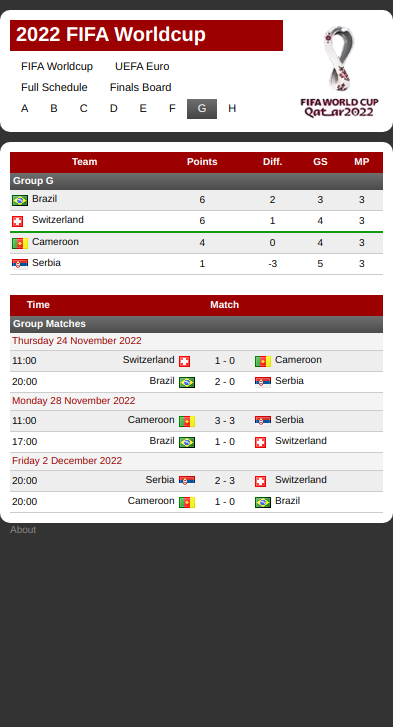 2022 FIFA Worldcup
FIFA Worldcup UEFA Euro
Full Schedule Finals Board
A B C D E F G H
FIFA WORLD CUP
Qatar2022
Team Points Diff. GS MP
Group G
Brazil 6 2 3 3
Switzerland 6 1 4 3
Cameroon 4 0 4 3
Serbia 1 -3 5 3
Time Match
Group Matches
Thursday 24 November 2022
11:00 Switzerland 1 - 0 Cameroon
20:00 Brazil 2 - 0 Serbia
Monday 28 November 2022
11:00 Cameroon 3 - 3 Serbia
17:00 Brazil 1 - 0 Switzerland
Friday 2 December 2022
20:00 Serbia 2 - 3 Switzerland
20:00 Cameroon 1 - 0 Brazil
About